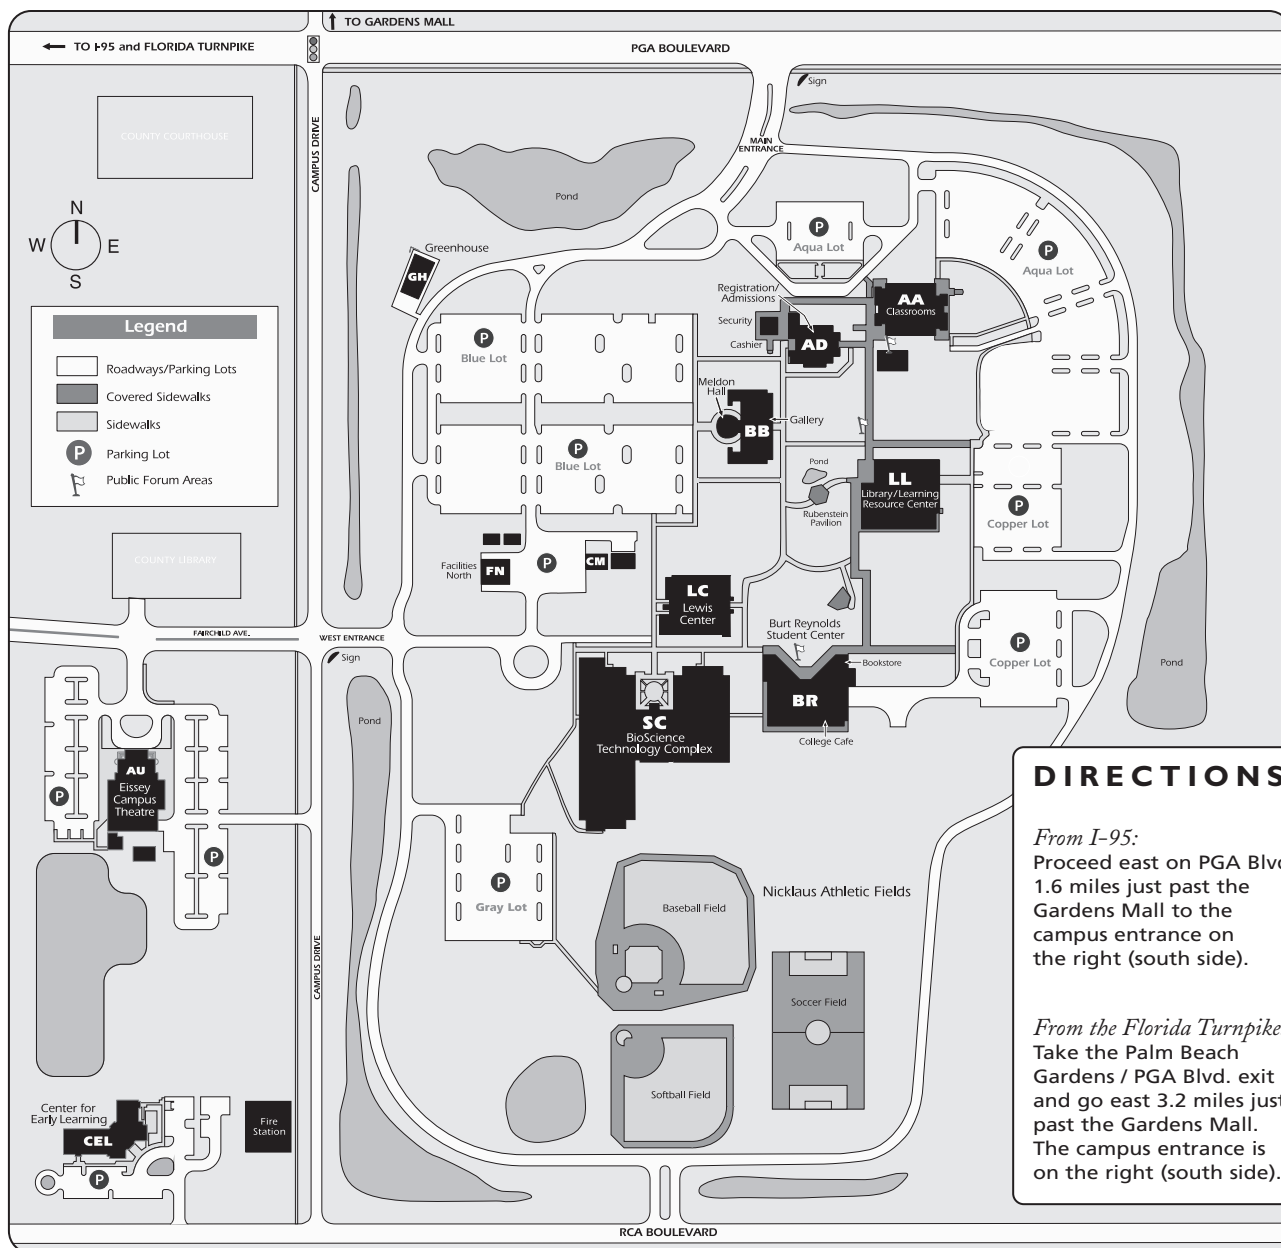 TO GARDENS MALL
TO I-95 and FLORIDA TURNPIKE
PGA BOULEVARD
Sign
COUNTY COURTHOUSE
CAMPUS DRIVE
MAIN
ENTRANCE
Pond
N
W E
S
Greenhouse
GH
P
Aqua Lot
P
Aqua Lot
Registration/
Admissions
Security
Cashier
AD
AA
Classrooms
Legend
Roadways/Parking Lots
Covered Sidewalks
Sidewalks
P
Parking Lot
Public Forum Areas
P
Blue Lot
P
Blue Lot
Meldon
Hall
BB
Gallery
Pond
Rubenstein
Pavilion
LL
Library/Learning
Resource Center
P
Copper Lot
COUNTY LIBRARY
Facilities
North
FN
P
CM
LC
Lewis
Center
Burt Reynolds
Student Center
Bookstore
BR
College Cafe
P
Copper Lot
Pond
FAIRCHILD AVE.
WEST ENTRANCE
Sign
Pond
SC
BioScience
Technology Complex
AU
Eissey
Campus
Theatre
P
P
P
Gray Lot
Nicklaus Athletic Fields
Baseball Field
Soccer Field
Softball Field
CAMPUS DRIVE
Center for
Early Learning
CEL
P
Fire
Station
RCA BOULEVARD
DIRECTIONS
From I-95:
Proceed east on PGA Blvd
1.6 miles just past the
Gardens Mall to the
campus entrance on
the right (south side).
From the Florida Turnpike
Take the Palm Beach
Gardens / PGA Blvd. exit
and go east 3.2 miles just
past the Gardens Mall.
The campus entrance is
on the right (south side).